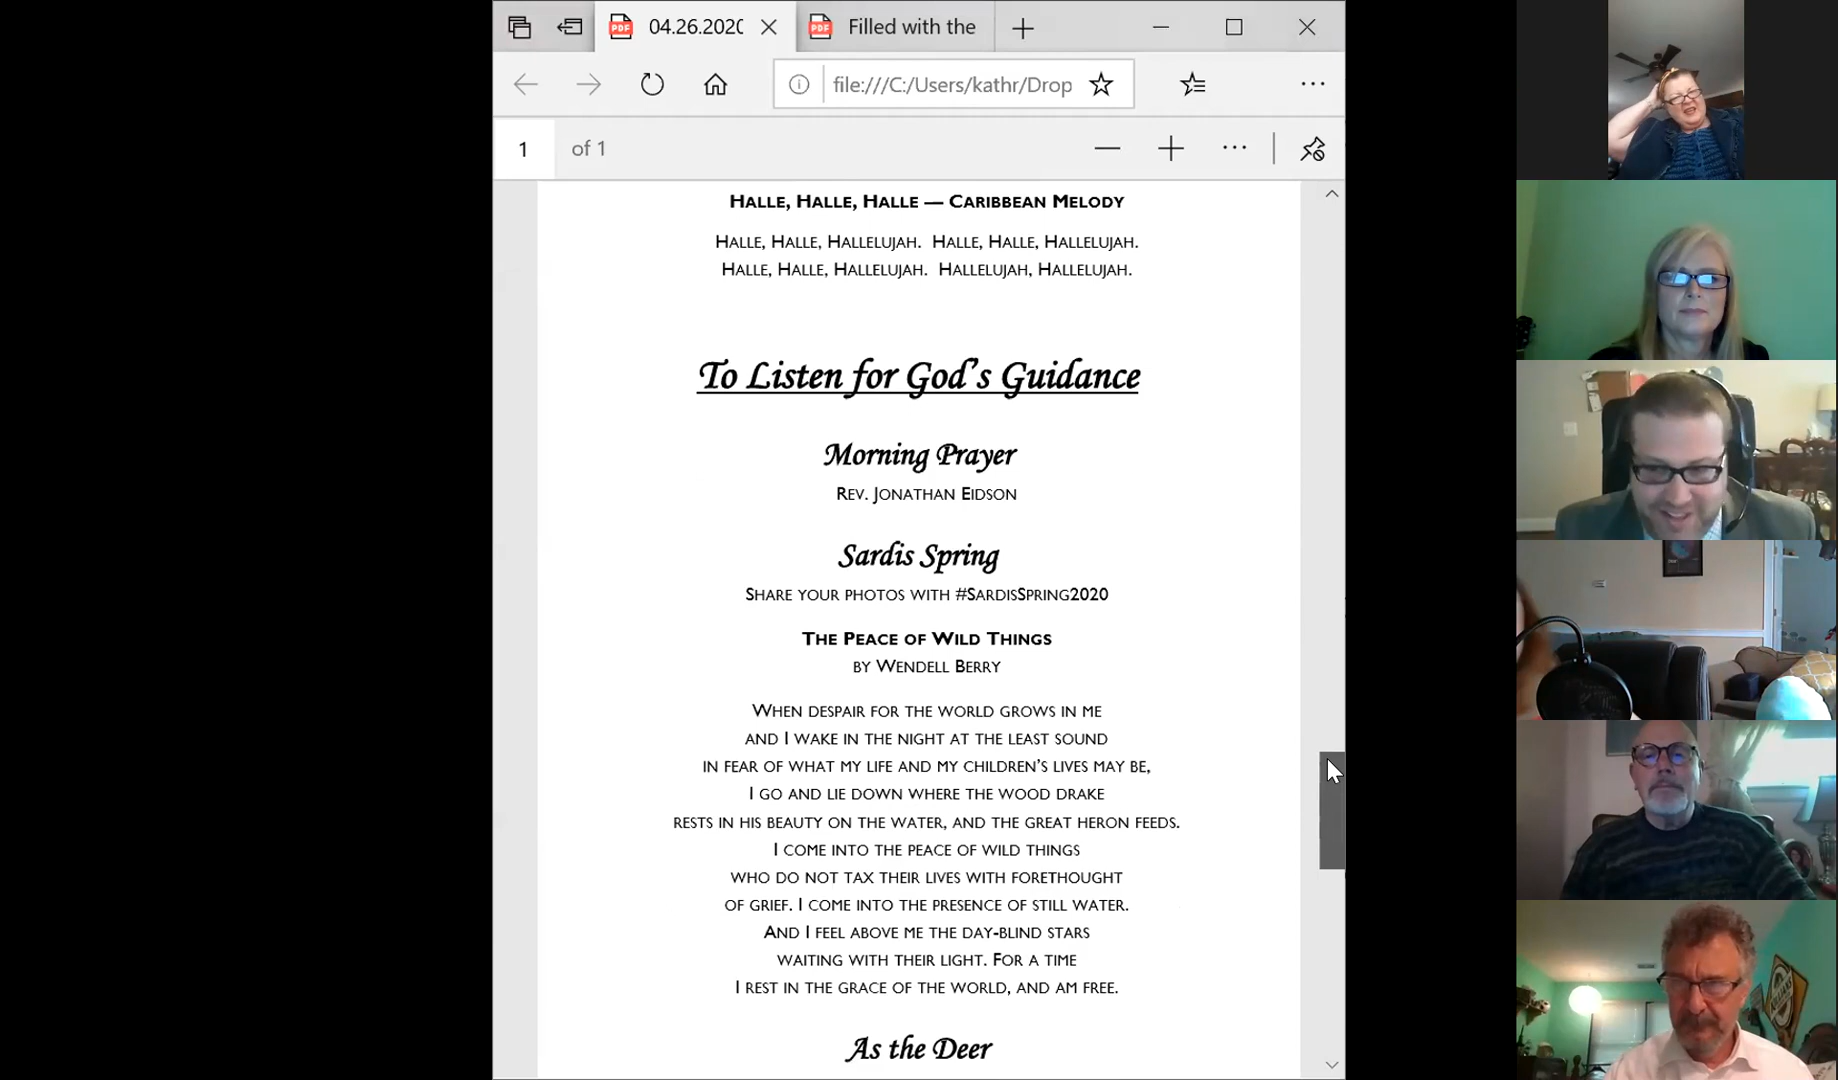 04.26.2020
Filled with the
file:///C:/Users/kathr/Drop
1 of 1
HALLE, HALLE, HALLE — CARIBBEAN MELODY
HALLE, HALLE, HALLELUJAH. HALLE, HALLE, HALLELUJAH.
HALLE, HALLE, HALLELUJAH. HALLELUJAH, HALLELUJAH.
To Listen for God's Guidance
Morning Prayer
REV. JONATHAN EIDSON
Sardis Spring
SHARE YOUR PHOTOS WITH #SARDISSPRING2020
THE PEACE OF WILD THINGS
BY WENDELL BERRY
WHEN DESPAIR FOR THE WORLD GROWS IN ME
AND I WAKE IN THE NIGHT AT THE LEAST SOUND
IN FEAR OF WHAT MY LIFE AND MY CHILDREN'S LIVES MAY BE,
I GO AND LIE DOWN WHERE THE WOOD DRAKE
RESTS IN HIS BEAUTY ON THE WATER, AND THE GREAT HERON FEEDS.
I COME INTO THE PEACE OF WILD THINGS
WHO DO NOT TAX THEIR LIVES WITH FORETHOUGHT
OF GRIEF. I COME INTO THE PRESENCE OF STILL WATER.
AND I FEEL ABOVE ME THE DAY-BLIND STARS
WAITING WITH THEIR LIGHT. FOR A TIME
I REST IN THE GRACE OF THE WORLD, AND AM FREE.
As the Deer